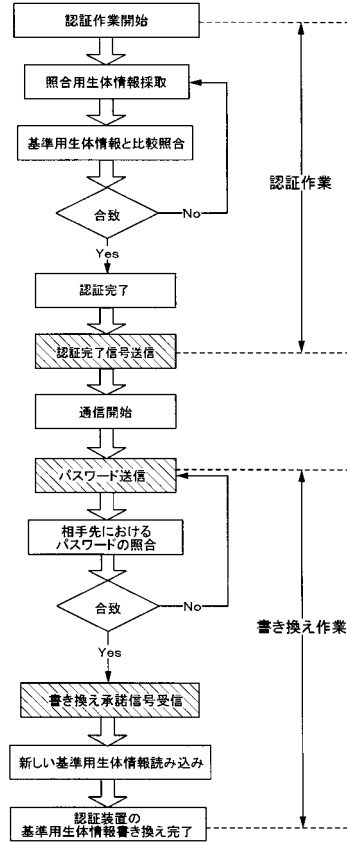 認証作業開始
照合用生体情報採取
基準用生体情報と比較照合
合致
No
Yes
認証作業
認証完了
認証完了信号送信
通信開始
パスワード送信
相手先における
パスワードの照合
合致
No
Yes
書き換え作業
書き換え承諾信号受信
新しい基準用生体情報読み込み
認証装置の
基準用生体情報書き換え完了